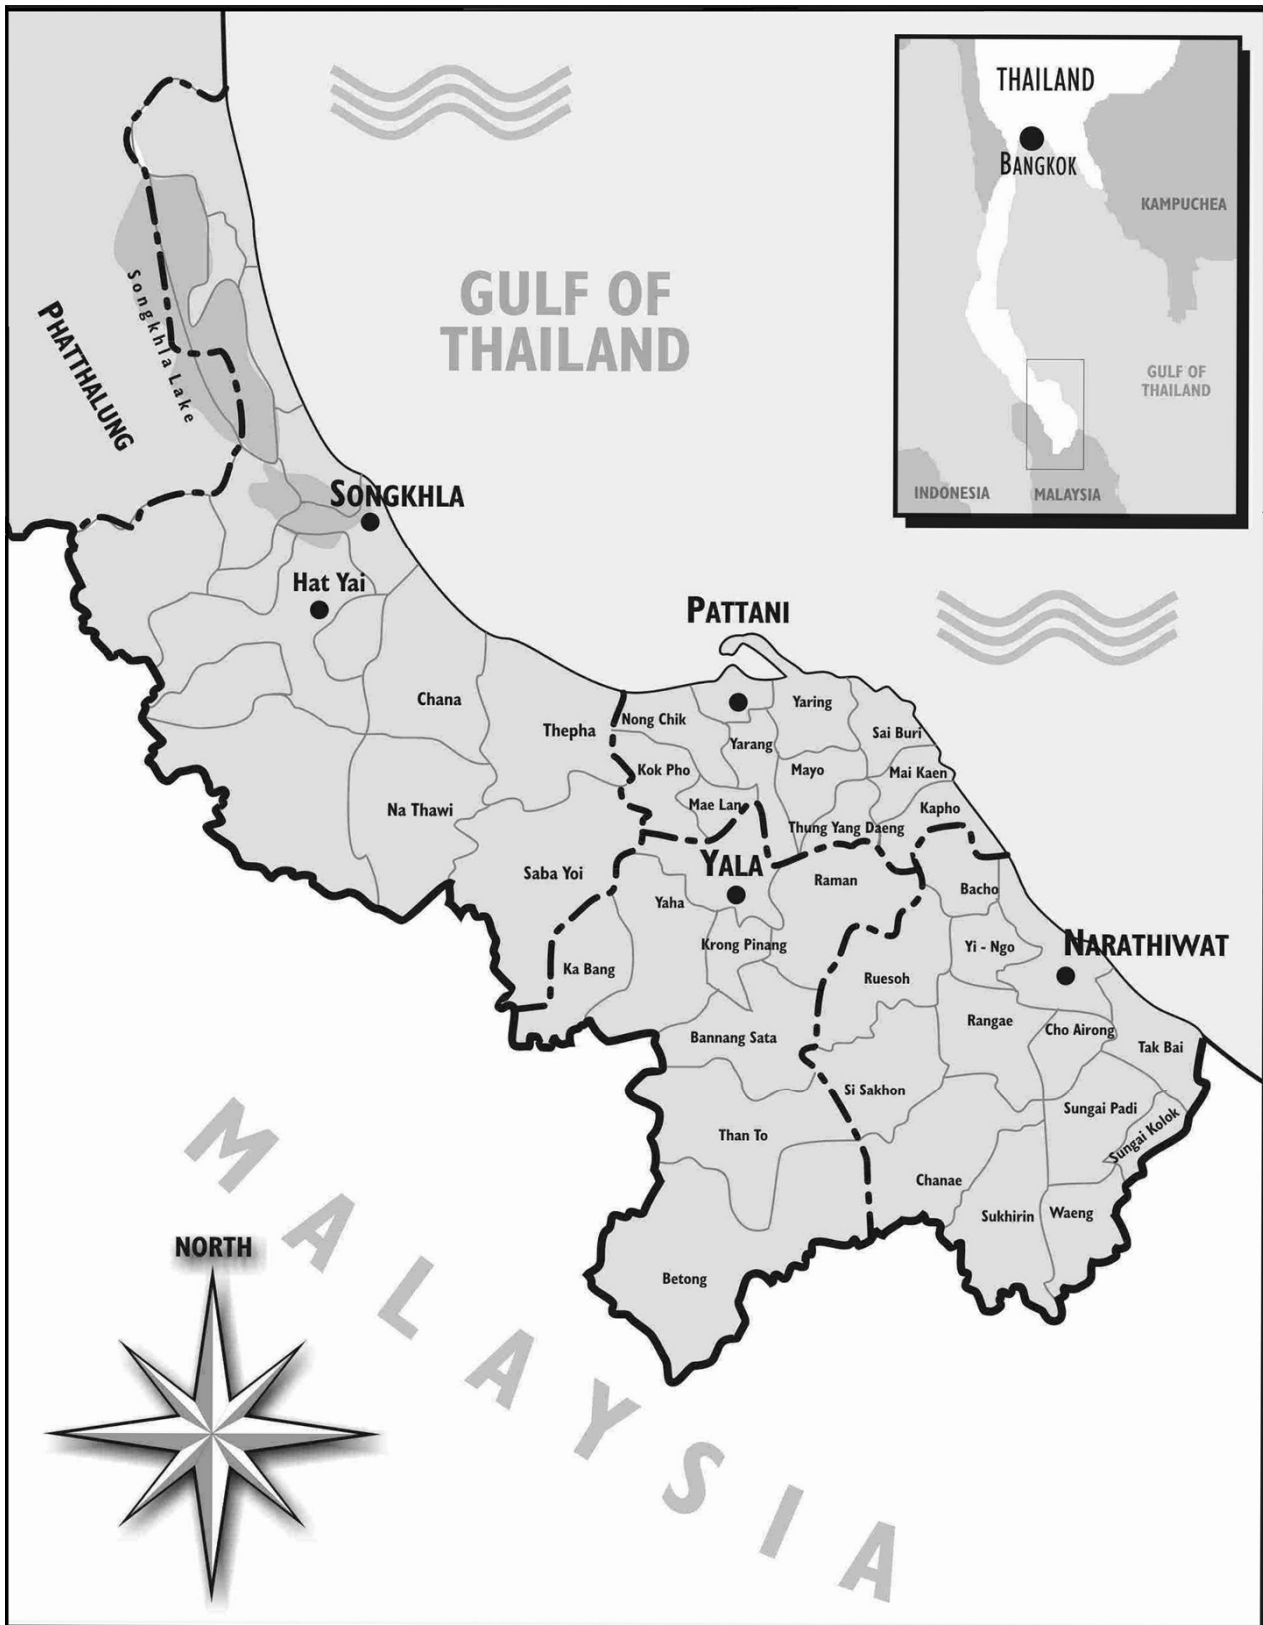 THAILAND
BANGKOK
KAMPUCHEA
GULF OF
THAILAND
INDONESIA
MALAYSIA
GULF OF
THAILAND
PHATTHALUNG
Songkhla Lake
SONGKHLA
Hat Yai
PATTANI
Chana
Thepha
Nong Chik
Yaring
Sai Buri
Yarang
Kok Pho
Mayo
Mai Kaen
Na Thawi
Mae Lan
Kapho
Thung Yang Daeng
Saba Yoi
YALA
Raman
Bacho
Yaha
Krong Pinang
Yi - Ngo
NARATHIWAT
Ka Bang
Ruesoh
Rangae
Cho Airong
Bannang Sata
Tak Bai
Si Sakhon
Sungai Padi
Sungai Kolok
Than To
Chanae
Sukhirin
Waeng
Betong
MALAYSIA
NORTH